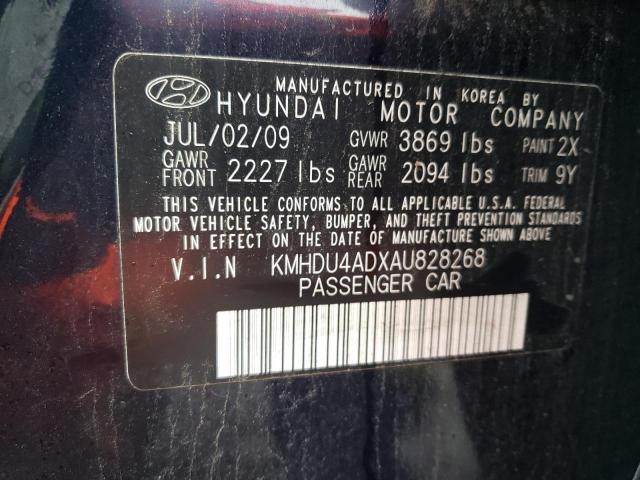 MANUFACTURED IN KOREA BY
HYUNDAI MOTOR COMPANY
JUL/02/09 GVWR 3869 lbs PAINT 2X
GAWR FRONT 2227 lbs GAWR REAR 2094 lbs TRIM 9Y
THIS VEHICLE CONFORMS TO ALL APPLICABLE U.S.A. FEDERAL
MOTOR VEHICLE SAFETY, BUMPER, AND THEFT PREVENTION STANDARDS
IN EFFECT ON THE DATE OF MANUFACTURE SHOWN ABOVE
V.I.N KMHDU4ADXAU828268
PASSENGER CAR